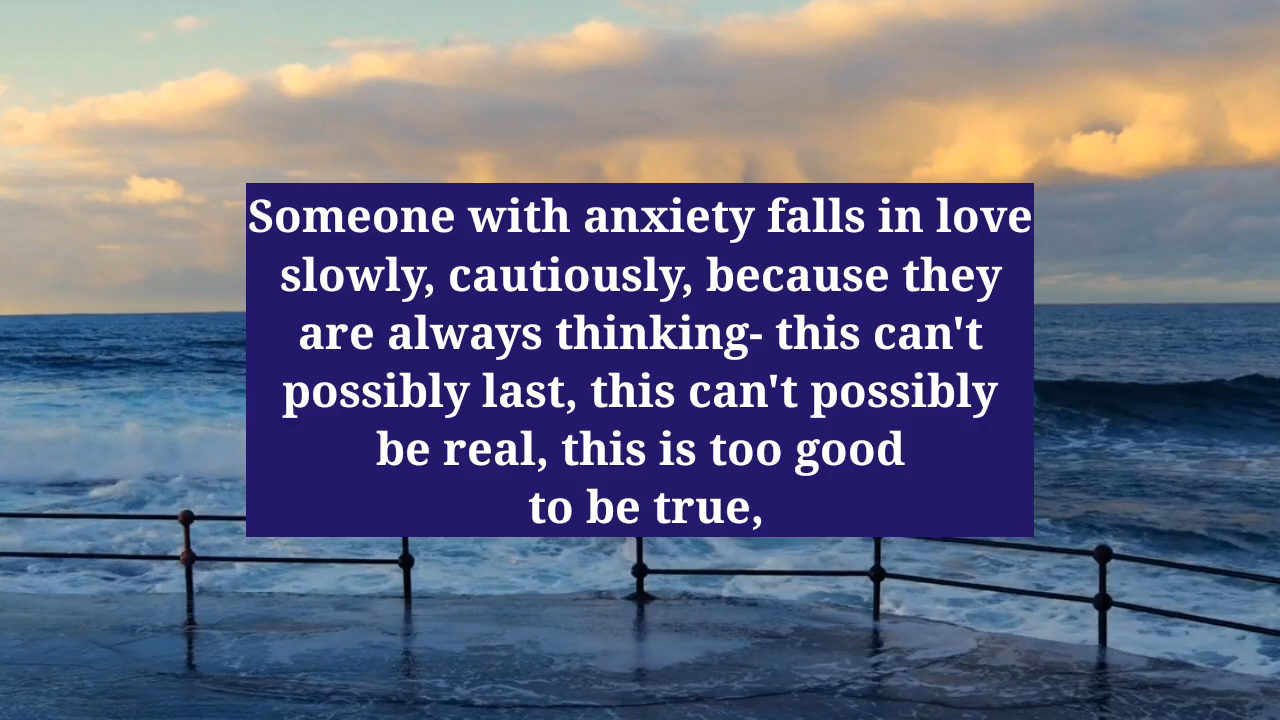 Someone with anxiety falls in love
slowly, cautiously, because they
are always thinking- this can't
possibly last, this can't possibly
be real, this is too good
to be true,